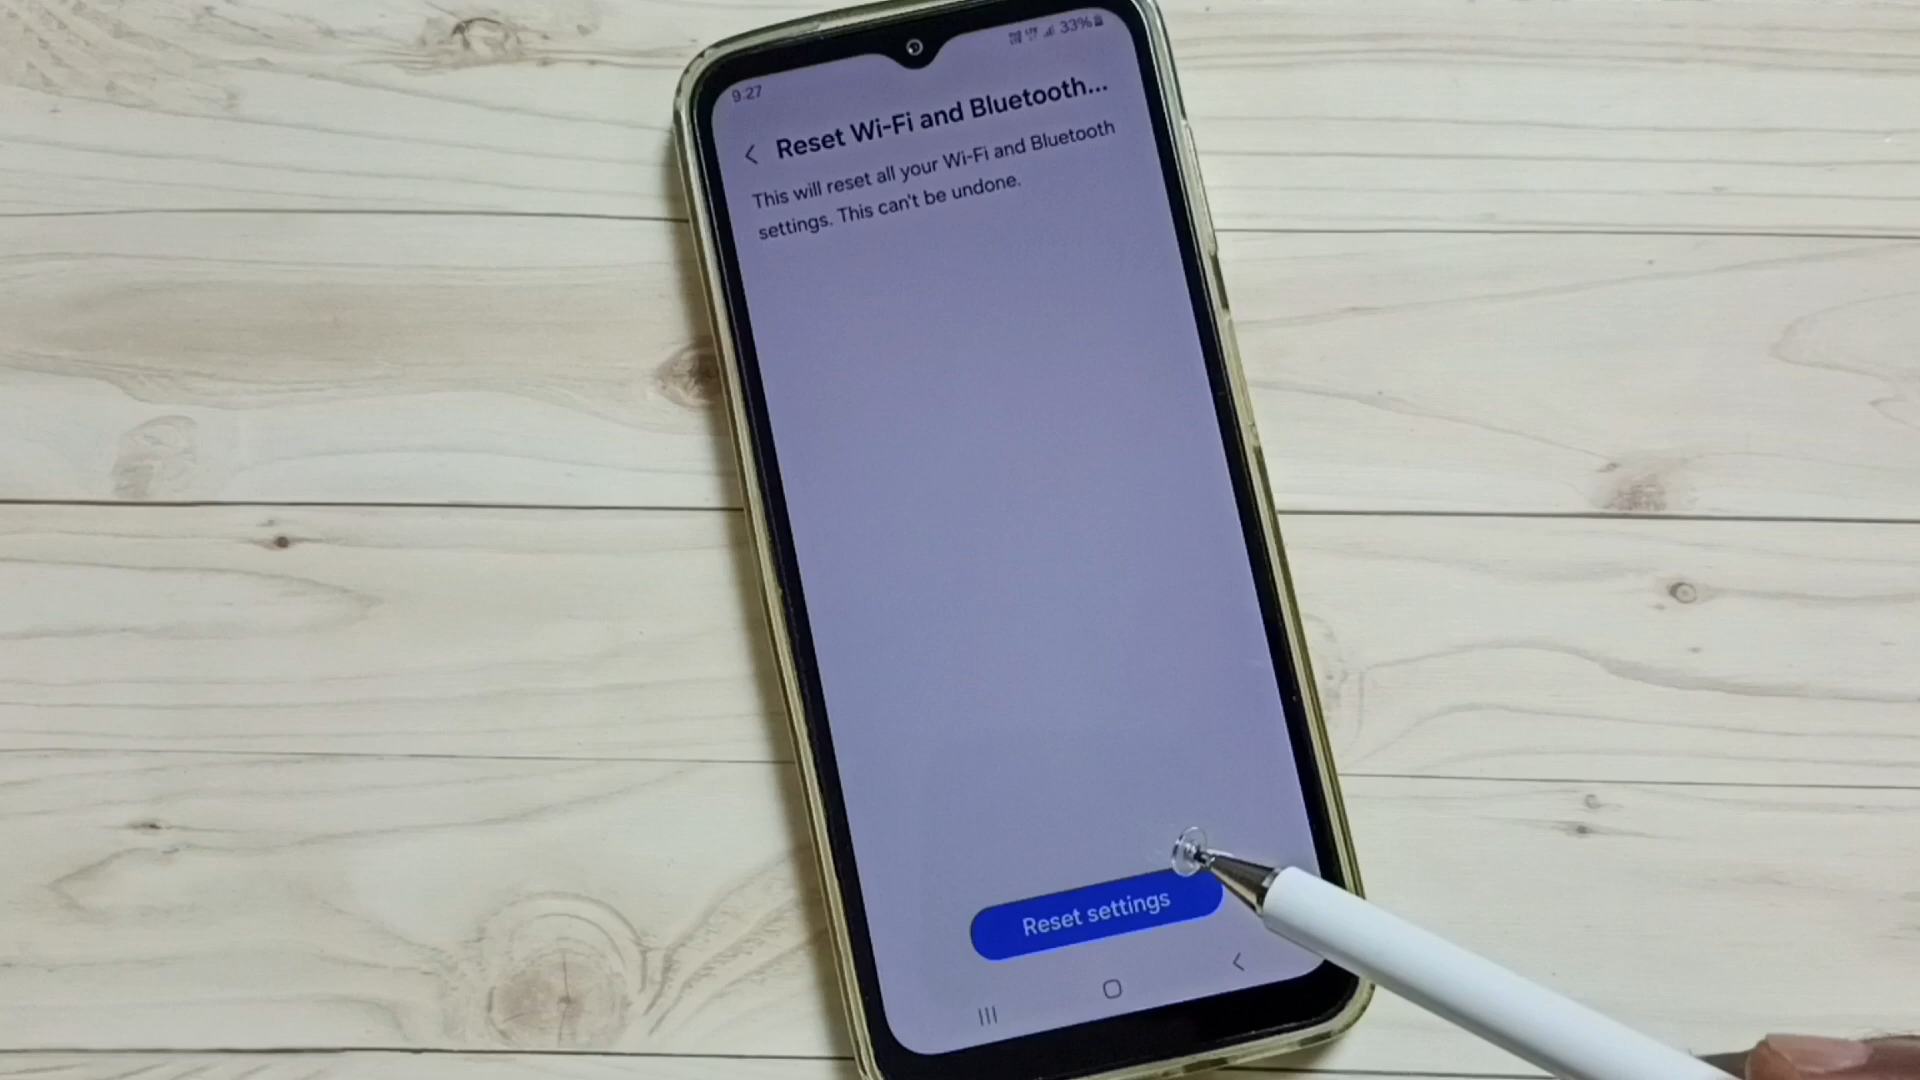 9:27
33%
Reset Wi-Fi and Bluetooth...
This will reset all your Wi-Fi and Bluetooth
settings. This can't be undone.
Reset settings